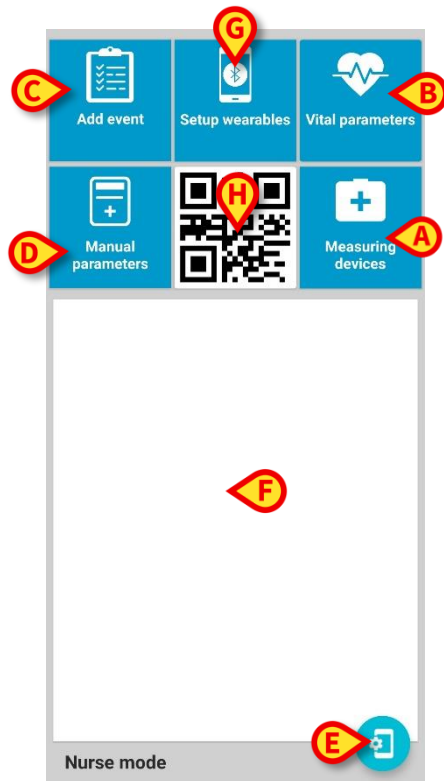 G
C
B
Add event
Setup wearables
Vital parameters
D
H
A
Manual
parameters
Measuring
devices
F
E
Nurse mode